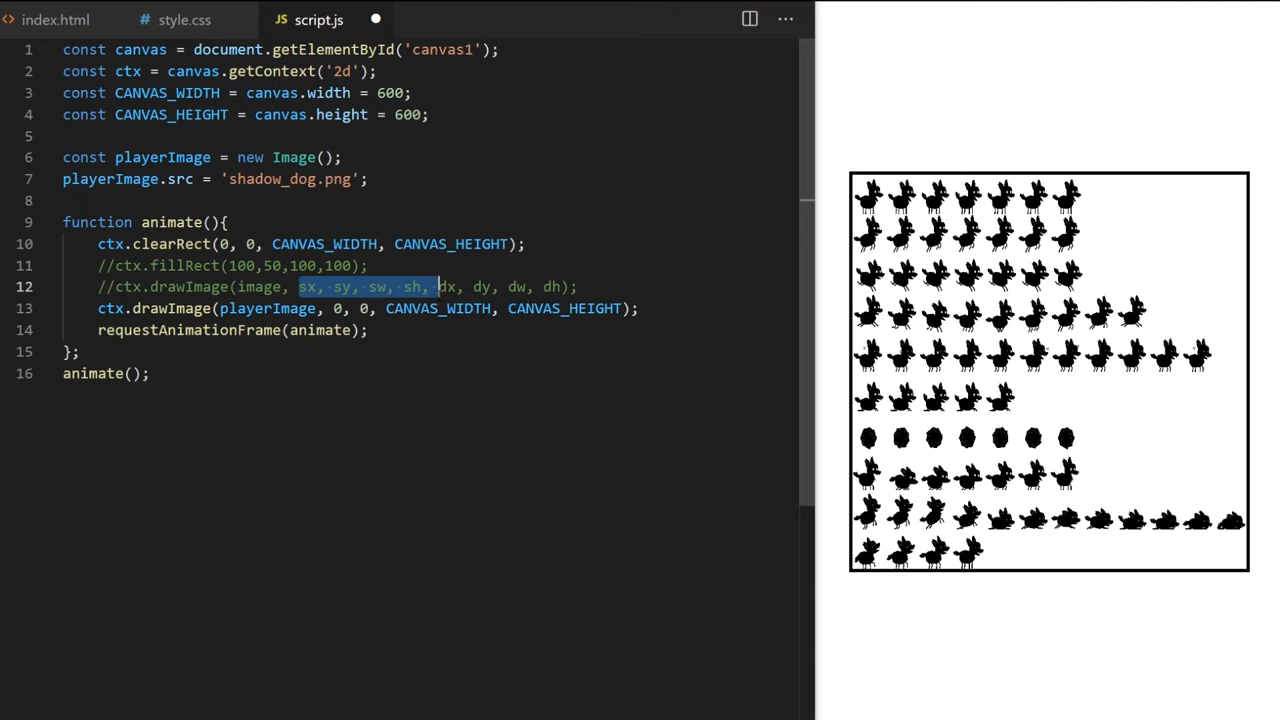 index.html # style.css JS script.js
1 const canvas = document.getElementById('canvas1');
2 const ctx = canvas.getContext('2d');
3 const CANVAS_WIDTH = canvas.width = 600;
4 const CANVAS_HEIGHT = canvas.height = 600;
5
6 const playerImage = new Image();
7 playerImage.src = 'shadow_dog.png';
8
9 function animate(){
10 ctx.clearRect(0, 0, CANVAS_WIDTH, CANVAS_HEIGHT);
11 //ctx.fillRect(100,50,100,100);
12 //ctx.drawImage(image, sx, sy, sw, sh, dx, dy, dw, dh);
13 ctx.drawImage(playerImage, 0, 0, CANVAS_WIDTH, CANVAS_HEIGHT);
14 requestAnimationFrame(animate);
15 };
16 animate();